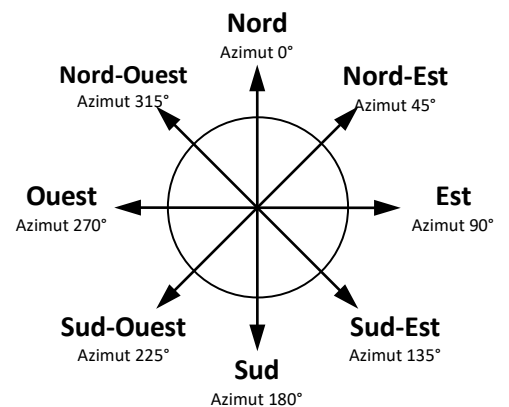 Nord
Azimut 0°
Nord-Ouest
Azimut 315°
Nord-Est
Azimut 45°
Ouest
Azimut 270°
Est
Azimut 90°
Sud-Ouest
Azimut 225°
Sud-Est
Azimut 135°
Sud
Azimut 180°